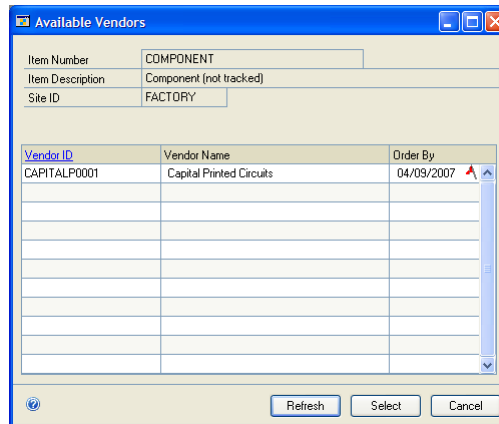 Available Vendors
Item Number COMPONENT
Item Description Component (not tracked)
Site ID FACTORY
Vendor ID Vendor Name Order By
CAPITALP0001 Capital Printed Circuits 04/09/2007
Refresh Select Cancel